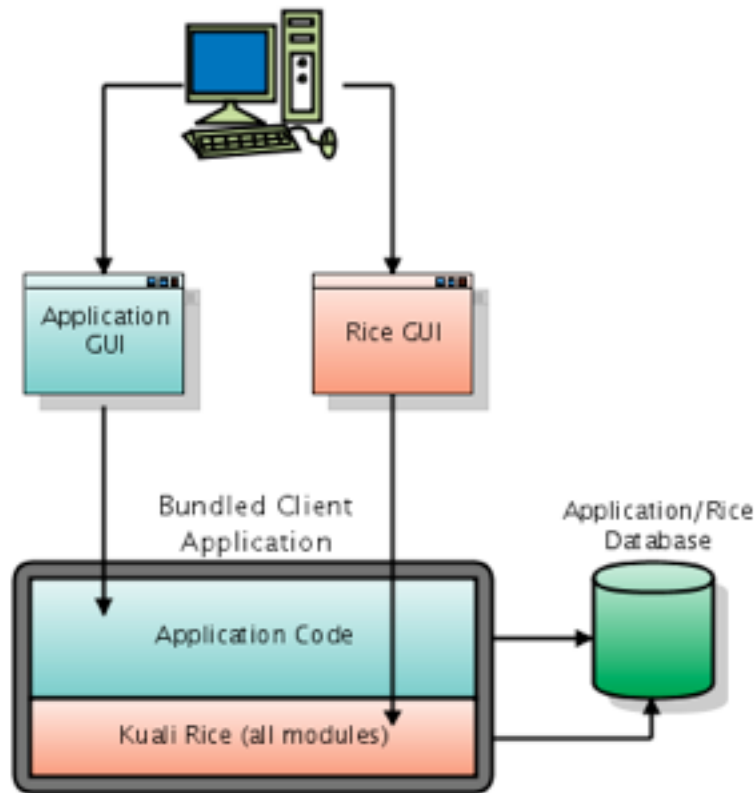 Application
GUI
Rice GUI
Bundled Client
Application
Application/Rice
Database
Application Code
Kuali Rice (all modules)